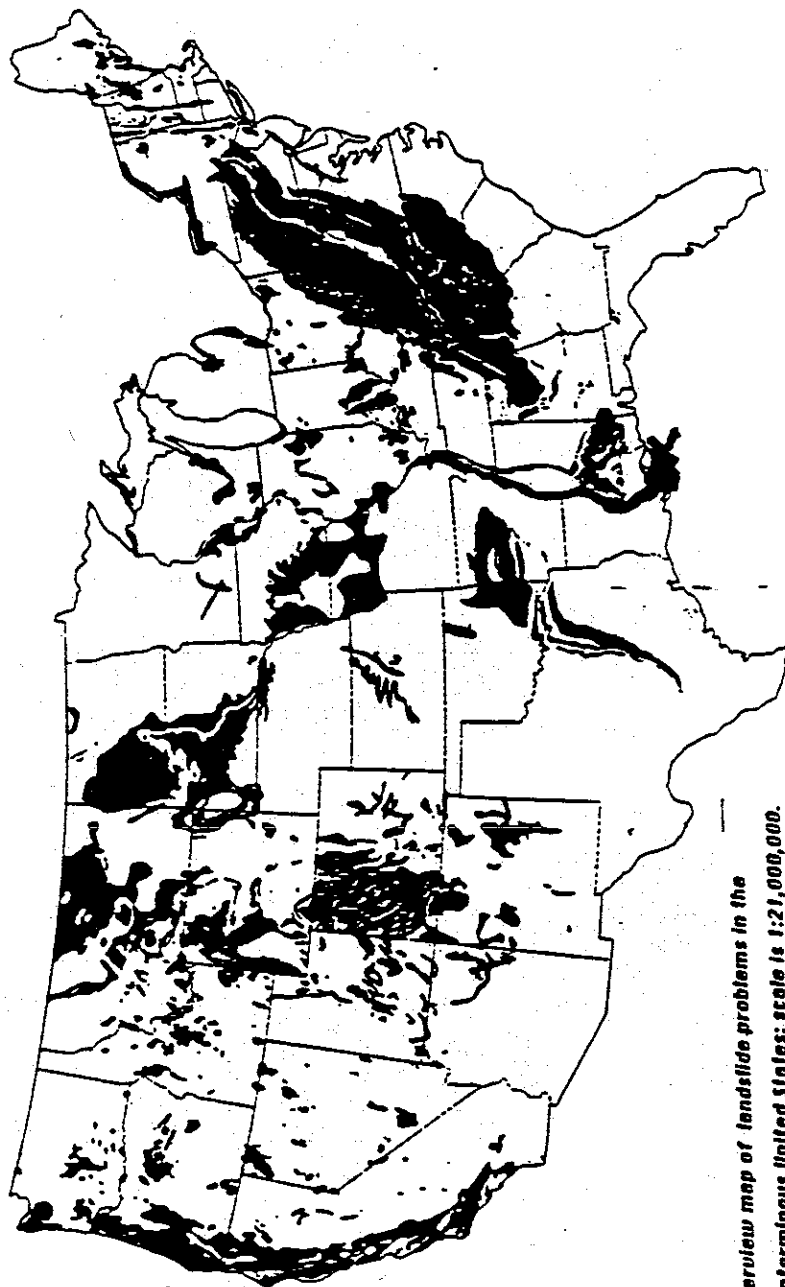 erview map of landslide problems in the
nterminous United States; scale is 1:21,000,000.